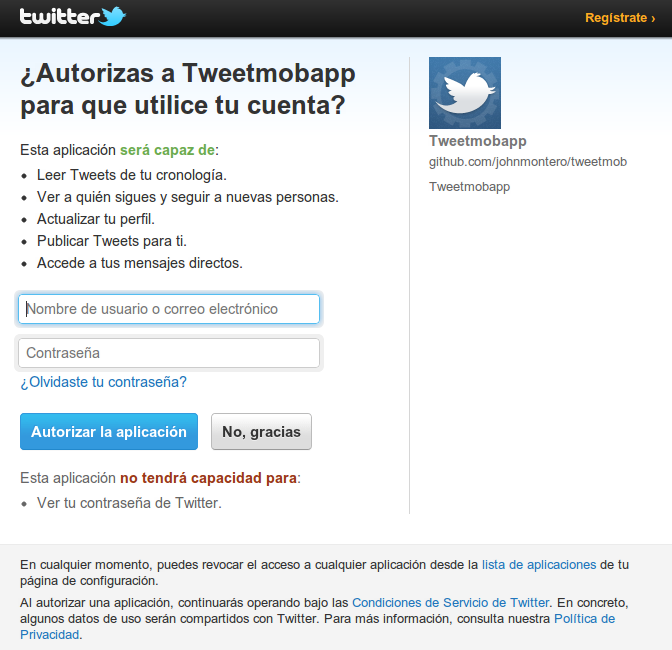 twitter
Regístrate ›
¿Autorizas a Tweetmobapp
para que utilice tu cuenta?
Esta aplicación será capaz de:
• Leer Tweets de tu cronología.
• Ver a quién sigues y seguir a nuevas personas.
• Actualizar tu perfil.
• Publicar Tweets para ti.
• Accede a tus mensajes directos.
Nombre de usuario o correo electrónico
Contraseña
¿Olvidaste tu contraseña?
Autorizar la aplicación
No, gracias
Esta aplicación no tendrá capacidad para:
• Ver tu contraseña de Twitter.
Tweetmobapp
github.com/johnmontero/tweetmob
Tweetmobapp
En cualquier momento, puedes revocar el acceso a cualquier aplicación desde la lista de aplicaciones de tu
página de configuración.
Al autorizar una aplicación, continuarás operando bajo las Condiciones de Servicio de Twitter. En concreto,
algunos datos de uso serán compartidos con Twitter. Para más información, consulta nuestra Política de
Privacidad.